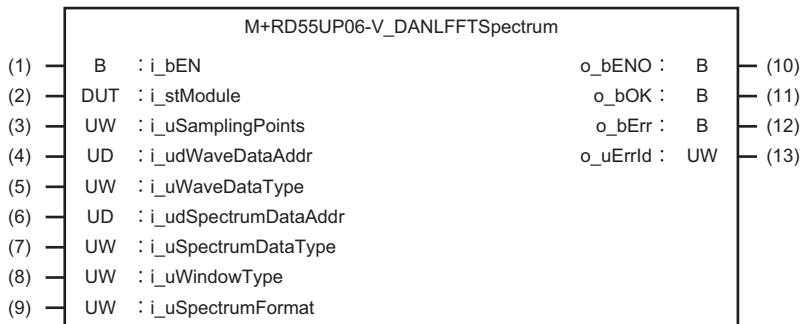 M+RD55UP06-V_DANLFFTSpectrum
(1) B : i_bEN o_bENO : B (10)
(2) DUT : i_stModule o_bOK : B (11)
(3) UW : i_uSamplingPoints o_bErr : B (12)
(4) UD : i_udWaveDataAddr o_uErrId : UW (13)
(5) UW : i_uWaveDataType
(6) UD : i_udSpectrumDataAddr
(7) UW : i_uSpectrumDataType
(8) UW : i_uWindowType
(9) UW : i_uSpectrumFormat